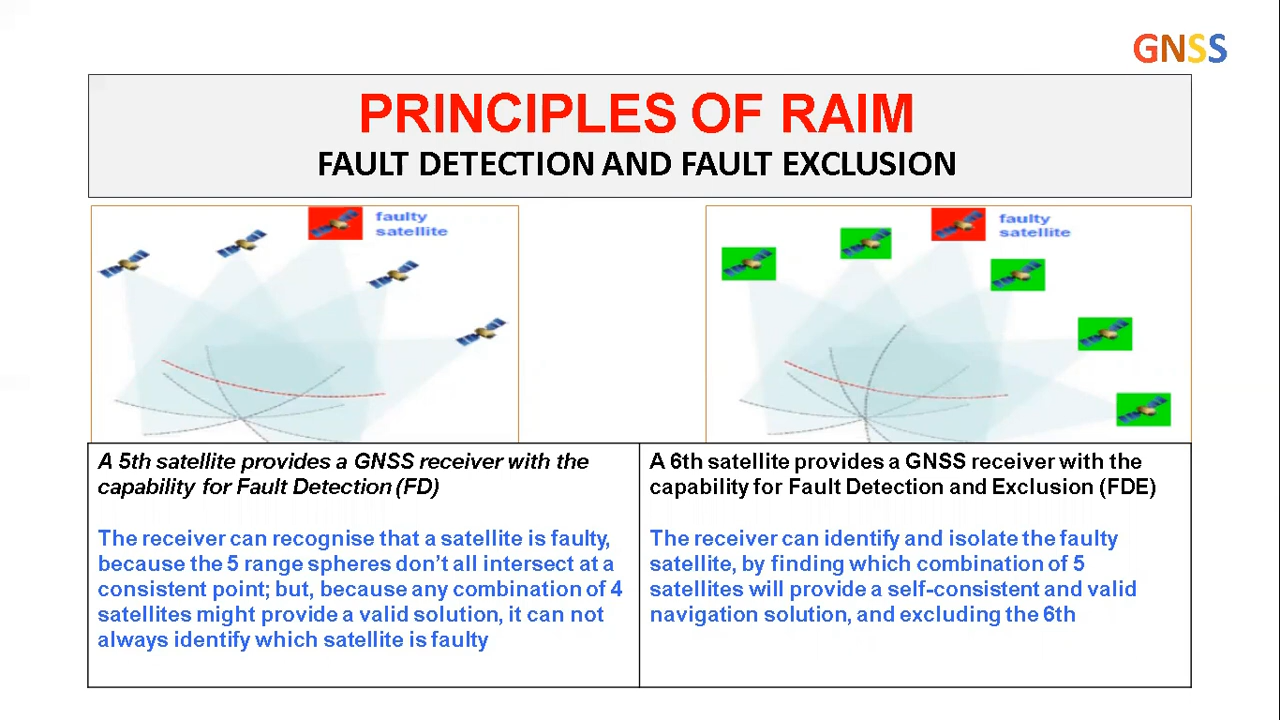 GNSS
PRINCIPLES OF RAIM
FAULT DETECTION AND FAULT EXCLUSION
faulty
satellite
faulty
satellite
A 5th satellite provides a GNSS receiver with the
capability for Fault Detection (FD)
The receiver can recognise that a satellite is faulty,
because the 5 range spheres don't all intersect at a
consistent point; but, because any combination of 4
satellites might provide a valid solution, it can not
always identify which satellite is faulty
A 6th satellite provides a GNSS receiver with the
capability for Fault Detection and Exclusion (FDE)
The receiver can identify and isolate the faulty
satellite, by finding which combination of 5
satellites will provide a self-consistent and valid
navigation solution, and excluding the 6th